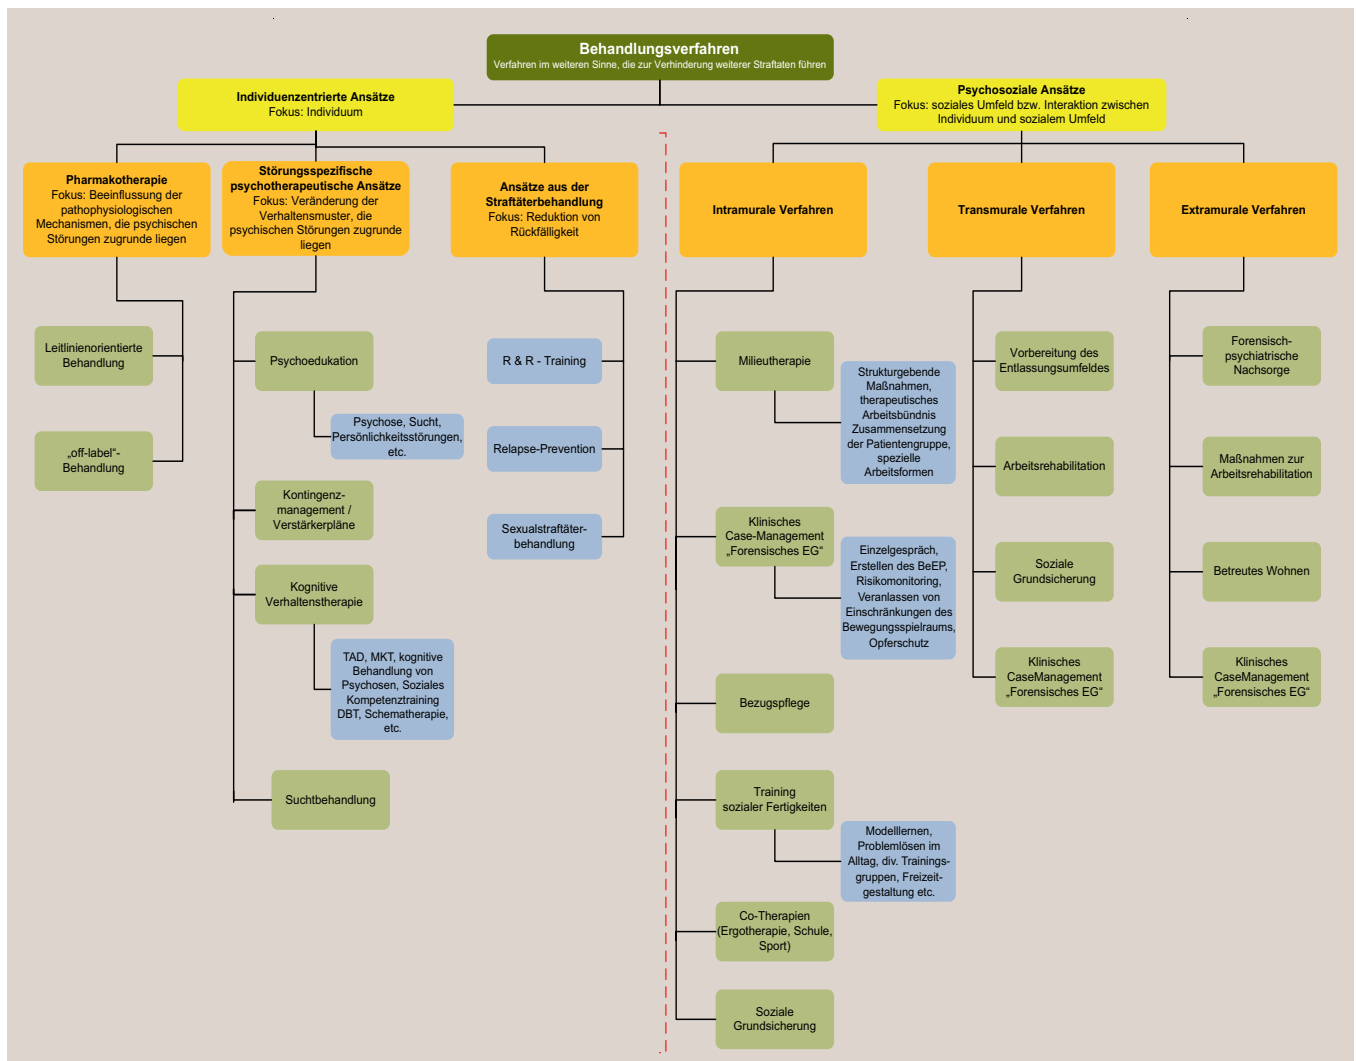 Behandlungsverfahren
Verfahren im weiteren Sinne, die zur Verhinderung weiterer Straftaten führen
Individuenzentrierte Ansätze
Fokus: Individuum
Psychosoziale Ansätze
Fokus: soziales Umfeld bzw. Interaktion zwischen
Individuum und sozialem Umfeld
Pharmakotherapie
Fokus: Beeinflussung der
pathophysiologischen
Mechanismen, die psychischen
Störungen zugrunde liegen
Störungsspezifische
psychotherapeutische Ansätze
Fokus: Veränderung der
Verhaltensmuster, die
psychischen Störungen zugrunde
liegen
Ansätze aus der
Straftäterbehandlung
Fokus: Reduktion von
Rückfälligkeit
Intramurale Verfahren
Transmurale Verfahren
Extramurale Verfahren
Leitlinienorientierte
Behandlung
„off-label“-
Behandlung
Psychoedukation
Psychose, Sucht,
Persönlichkeitsstörungen,
etc.
Kontingenz-
management /
Verstärkerpläne
Kognitive
Verhaltenstherapie
TAD, MKT, kognitive
Behandlung von
Psychosen, Soziales
Kompetenztraining
DBT, Schematherapie,
etc.
Suchtbehandlung
R & R - Training
Relapse-Prevention
Sexualstraftäter-
behandlung
Milieutherapie
Strukturgebende
Maßnahmen,
therapeutisches
Arbeitsbündnis
Zusammensetzung
der Patientengruppe,
spezielle
Arbeitsformen
Klinisches
Case-Management
„Forensisches EG“
Einzelgespräch,
Erstellen des BeEP,
Risikomonitoring,
Veranlassen von
Einschränkungen des
Bewegungsspielraums,
Opferschutz
Bezugspflege
Training
sozialer Fertigkeiten
Modelllernen,
Problemlösen im
Alltag, div. Trainings-
gruppen, Freizeit-
gestaltung etc.
Co-Therapien
(Ergotherapie, Schule,
Sport)
Soziale
Grundsicherung
Vorbereitung des
Entlassungsumfeldes
Arbeitsrehabilitation
Soziale
Grundsicherung
Klinisches
CaseManagement
„Forensisches EG“
Forensisch-
psychiatrische
Nachsorge
Maßnahmen zur
Arbeitsrehabilitation
Betreutes Wohnen
Klinisches
CaseManagement
„Forensisches EG“